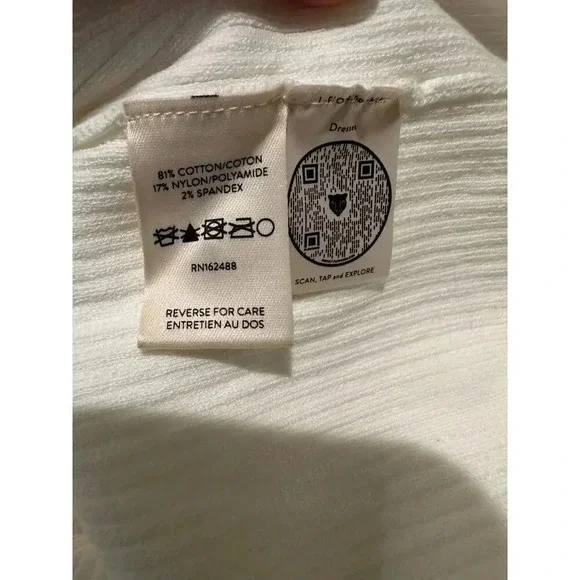 81% COTTON/COTON
17% NYLON/POLYAMIDE
2% SPANDEX
RN162488
REVERSE FOR CARE
ENTRETIEN AU DOS
SCAN, TAP and EXPLORE